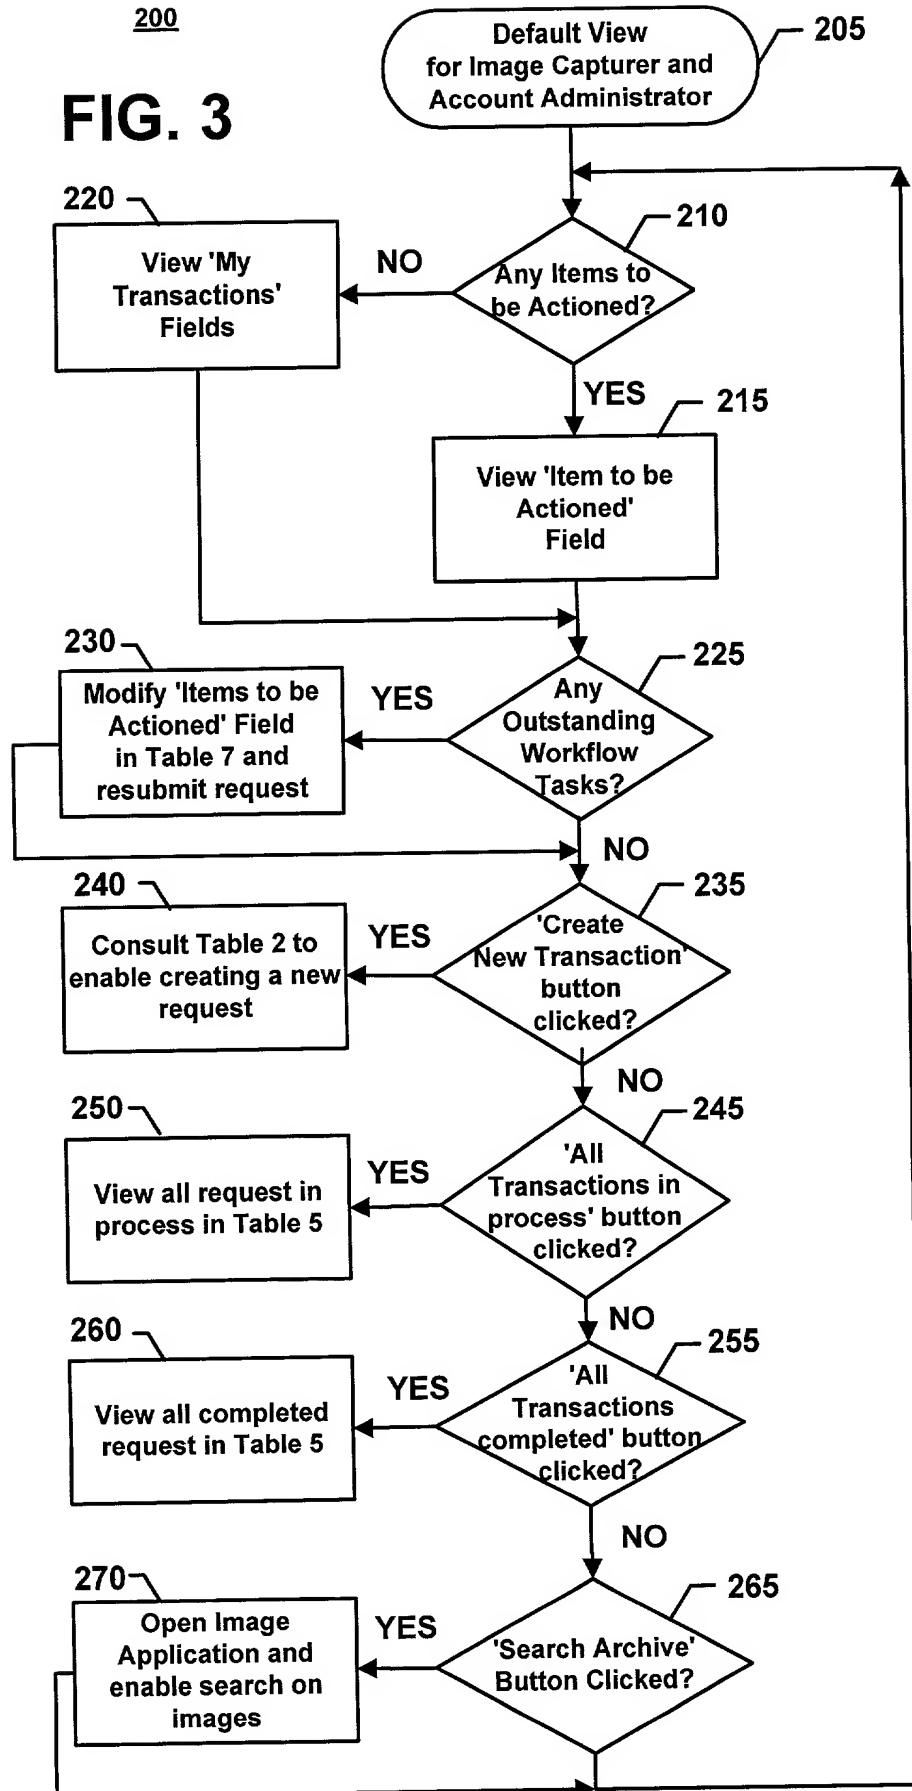 200
FIG. 3
Default View
for Image Capturer and
Account Administrator
205
210
Any Items to
be Actioned?
NO
220
View 'My
Transactions'
Fields
YES
215
View 'Item to be
Actioned'
Field
225
Any
Outstanding
Workflow
Tasks?
YES
230
Modify 'Items to be
Actioned' Field
in Table 7 and
resubmit request
NO
235
'Create
New Transaction'
button
clicked?
YES
240
Consult Table 2 to
enable creating a new
request
NO
245
'All
Transactions in
process' button
clicked?
YES
250
View all request in
process in Table 5
NO
255
'All
Transactions
completed' button
clicked?
YES
260
View all completed
request in Table 5
NO
265
'Search Archive'
Button Clicked?
YES
270
Open Image
Application and
enable search on
images